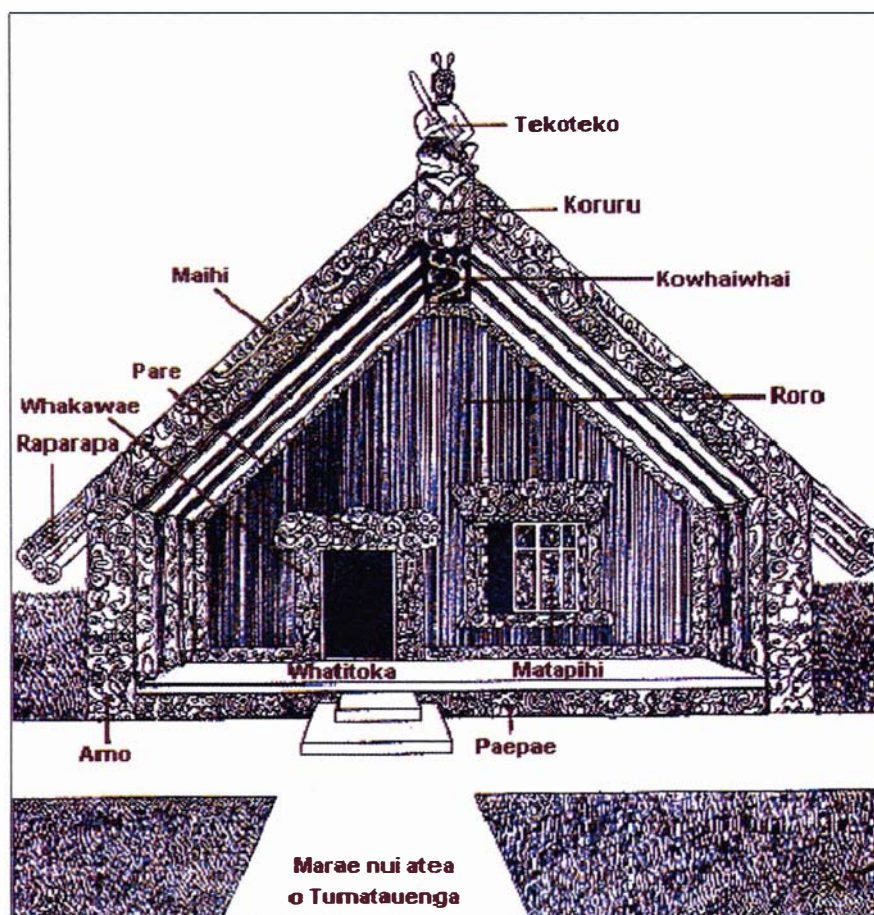 Tekoteko
Koruru
Maihi
Kowhaiwhai
Pare
Roro
Whakawae
Raparapa
Whatitoka
Matapihi
Amo
Paepae
Marae nui atea
o Tumatauenga